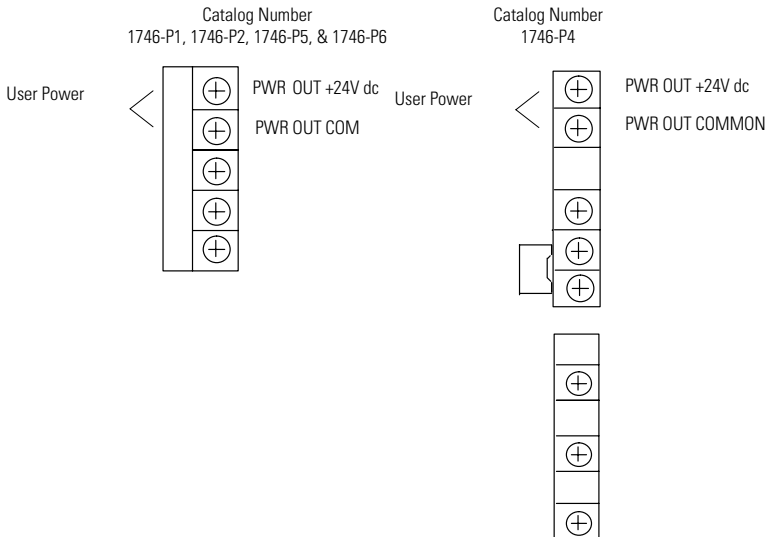 Catalog Number
1746-P1, 1746-P2, 1746-P5, & 1746-P6
User Power
PWR OUT +24V dc
PWR OUT COM
Catalog Number
1746-P4
User Power
PWR OUT +24V dc
PWR OUT COMMON